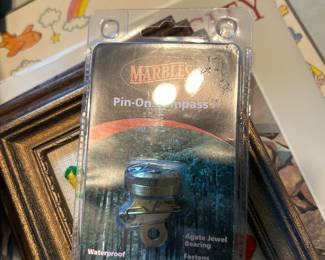 MARBLES
Pin-On Compass
Agate Jewel
Bearing
Waterproof
Fastens